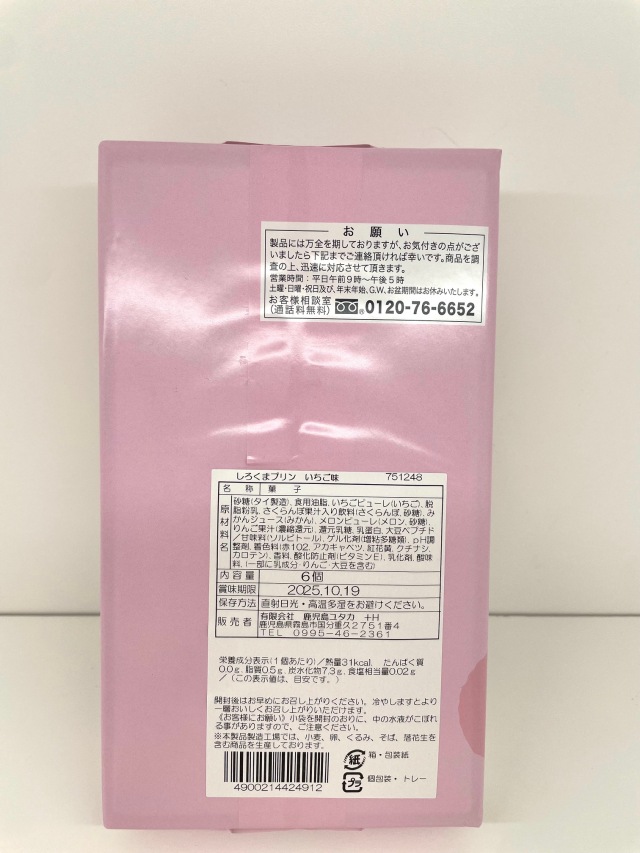 お願い
製品には万全を期しておりますが、お気付きの点がござ
いましたら下記までご連絡頂ければ幸いです。商品を調
査の上、迅速に対応させて頂きます。
営業時間：平日午前9時〜午後5時
土曜・日曜・祝日及び、年末年始、G.W、お盆期間はお休みいたします。
お客様相談室
(通話料無料)
0120-76-6652
しろくまプリン いちご味 751248
名称 菓子
原材料名
砂糖(タイ製造)、食用油脂、いちごピューレ(いちご)、脱
脂粉乳、さくらんぼ果汁入り飲料(さくらんぼ、砂糖)、み
かんジュース(みかん)、メロンピューレ(メロン、砂糖)、
りんご果汁(濃縮還元)、還元乳糖、乳蛋白、大豆ペプチド
／甘味料(ソルビトール)、ゲル化剤(増粘多糖類)、pH調
整剤、着色料(赤102、アカキャベツ、紅花黄、クチナシ、
カロテン)、香料、酸化防止剤(ビタミンE)、乳化剤、酸味
料、(一部に乳成分・りんご・大豆を含む)
内容量 6個
賞味期限 2025.10.19
保存方法 直射日光・高温多湿をお避けください。
販売者 有限会社 鹿児島ユタカ +H
鹿児島県霧島市国分重久2751番4
TEL 0995-46-2361
栄養成分表示(1個あたり)／熱量31kcal、たんぱく質
0.0g、脂質0.5g、炭水化物7.3g、食塩相当量0.02g
／(この表示値は、目安です。)
開封後はお早めにお召し上がりください。冷やしますとより
一層おいしくお召し上がりいただけます。
《お客様にお願い》小袋を開封のおりに、中の水液がこぼれ
る事がありますので、ご注意ください。
※本製品製造工場では、小麦、卵、くるみ、そば、落花生を
含む商品を生産しております。
4900214424912
紙 箱・包装紙
プラ 個包装・トレー